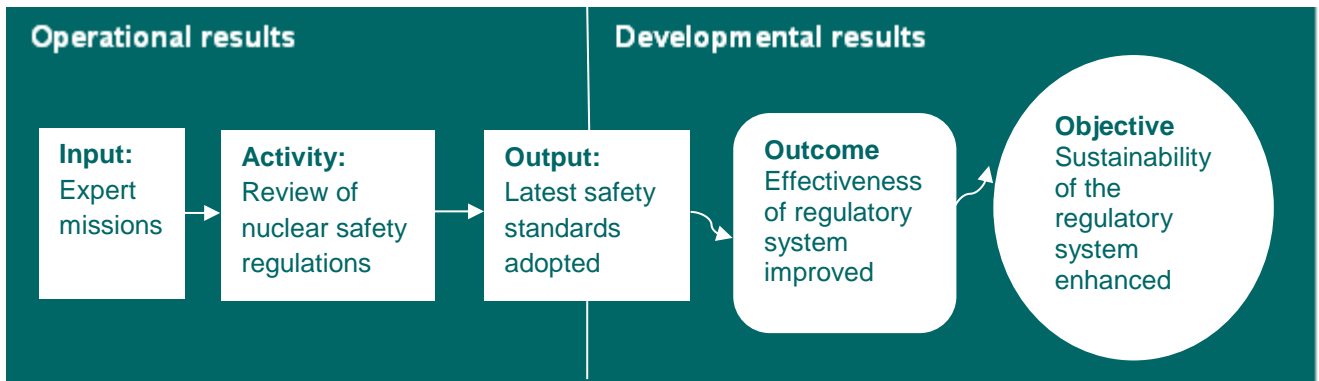 Operational results
Developmental results
Input:
Expert
missions
Activity:
Review of
nuclear safety
regulations
Output:
Latest safety
standards
adopted
Outcome
Effectiveness
of regulatory
system
improved
Objective
Sustainability
of the
regulatory
system
enhanced